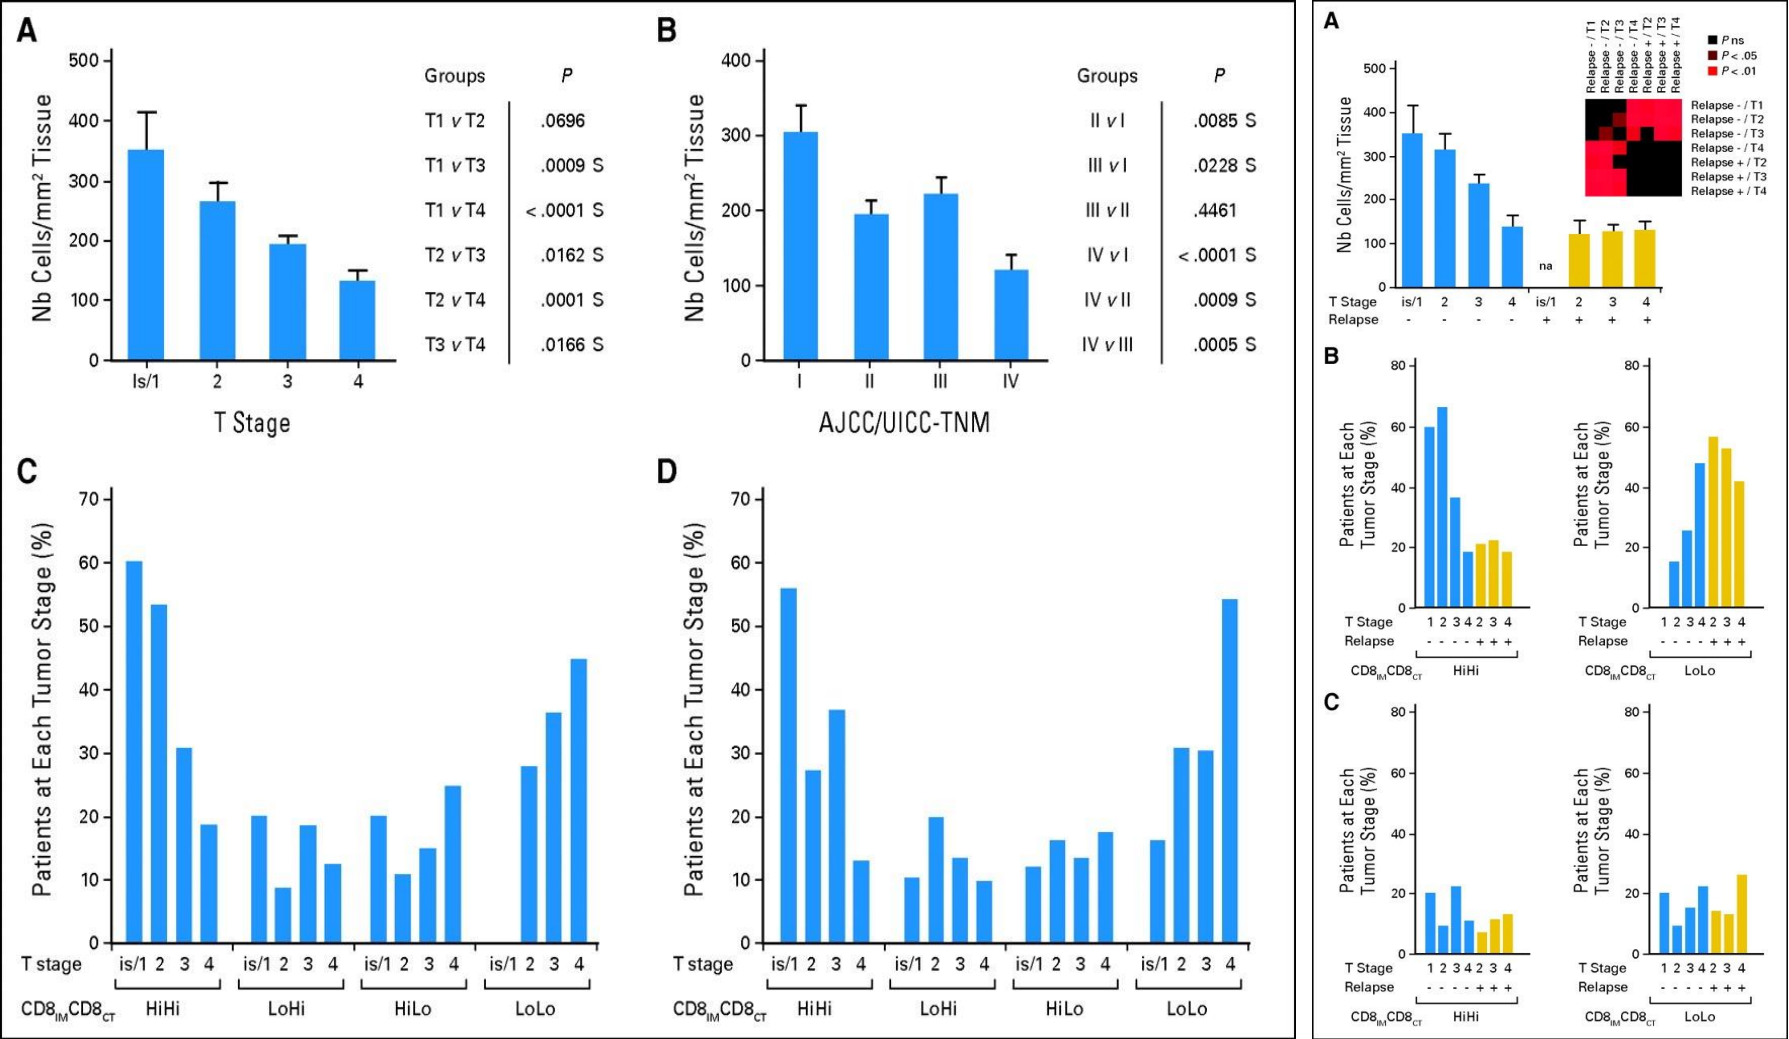 A
500
400
300
200
100
0
Nb Cells/mm² Tissue
Is/1 2 3 4
T Stage
Groups P
T1 v T2 .0696
T1 v T3 .0009 S
T1 v T4 < .0001 S
T2 v T3 .0162 S
T2 v T4 .0001 S
T3 v T4 .0166 S
B
400
300
200
100
0
Nb Cells/mm² Tissue
I II III IV
AJCC/UICC-TNM
Groups P
II v I .0085 S
III v I .0228 S
III v II .4461
IV v I < .0001 S
IV v II .0009 S
IV v III .0005 S
C
70
60
50
40
30
20
10
0
Patients at Each Tumor Stage (%)
T stage is/1 2 3 4 is/1 2 3 4 is/1 2 3 4 is/1 2 3 4
CD8IMCD8CT HiHi LoHi HiLo LoLo
D
70
60
50
40
30
20
10
0
Patients at Each Tumor Stage (%)
T stage is/1 2 3 4 is/1 2 3 4 is/1 2 3 4 is/1 2 3 4
CD8IMCD8CT HiHi LoHi HiLo LoLo
A
500
400
300
200
100
0
Nb Cells/mm² Tissue
na
T Stage is/1 2 3 4 is/1 2 3 4
Relapse - - - - + + + +
Relapse - / T1
Relapse - / T2
Relapse - / T3
Relapse - / T4
Relapse + / T2
Relapse + / T3
Relapse + / T4
P ns
P < .05
P < .01
Relapse - / T1
Relapse - / T2
Relapse - / T3
Relapse - / T4
Relapse + / T2
Relapse + / T3
Relapse + / T4
B
80
60
40
20
0
Patients at Each
Tumor Stage (%)
T Stage 1 2 3 4 2 3 4
Relapse - - - - + + +
CD8IMCD8CT HiHi
80
60
40
20
0
Patients at Each
Tumor Stage (%)
T Stage 1 2 3 4 2 3 4
Relapse - - - - + + +
CD8IMCD8CT LoLo
C
80
60
40
20
0
Patients at Each
Tumor Stage (%)
T Stage 1 2 3 4 2 3 4
Relapse - - - - + + +
CD8IMCD8CT HiHi
80
60
40
20
0
Patients at Each
Tumor Stage (%)
T Stage 1 2 3 4 2 3 4
Relapse - - - - + + +
CD8IMCD8CT LoLo